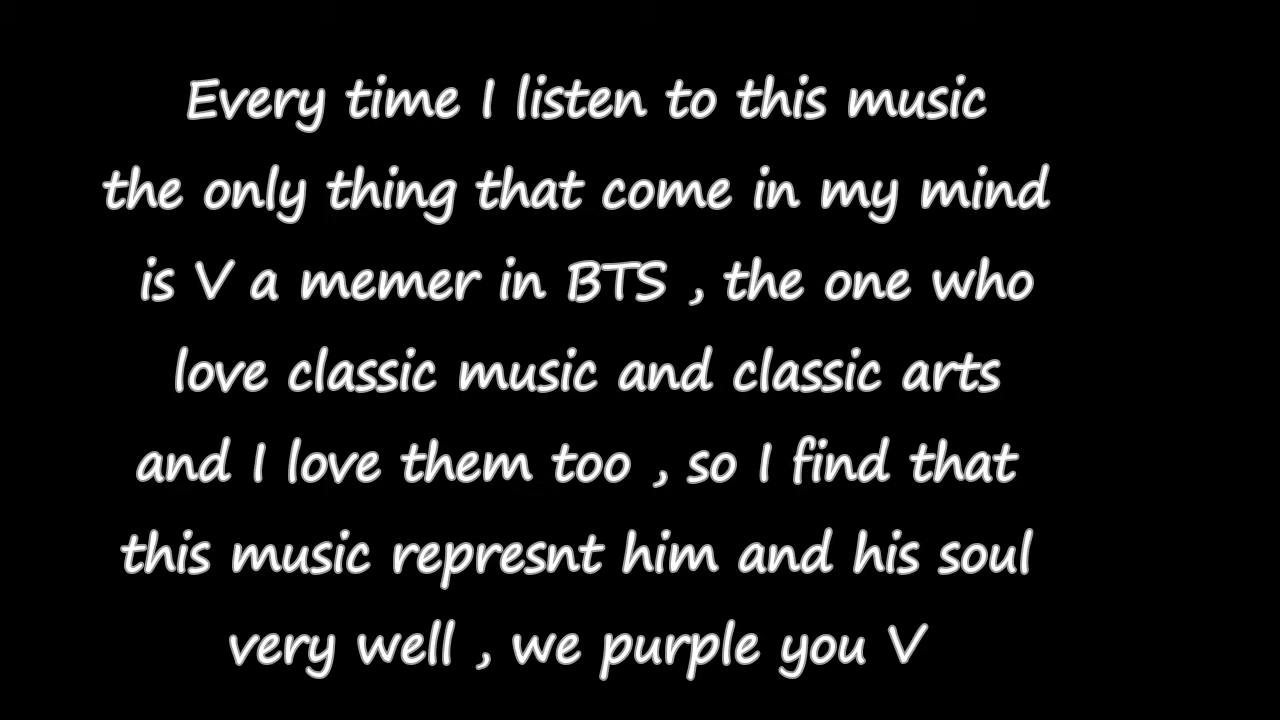 Every time I listen to this music
the only thing that come in my mind
is V a memer in BTS , the one who
love classic music and classic arts
and I love them too , so I find that
this music represnt him and his soul
very well , we purple you V